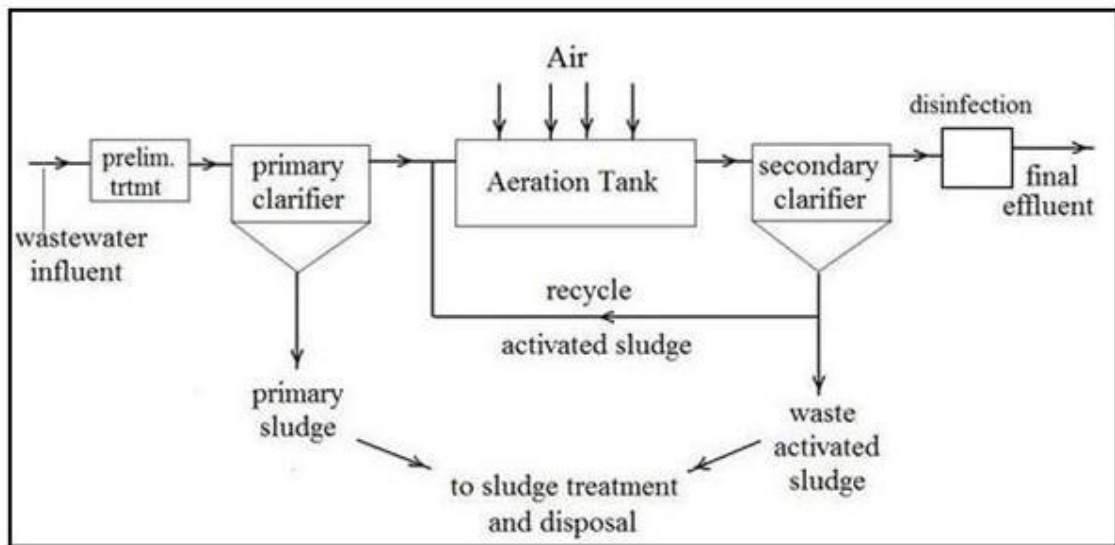 Air
disinfection
prelim.
trtmt
primary
clarifier
Aeration Tank
secondary
clarifier
final
effluent
wastewater
influent
recycle
activated sludge
primary
sludge
waste
activated
sludge
to sludge treatment
and disposal